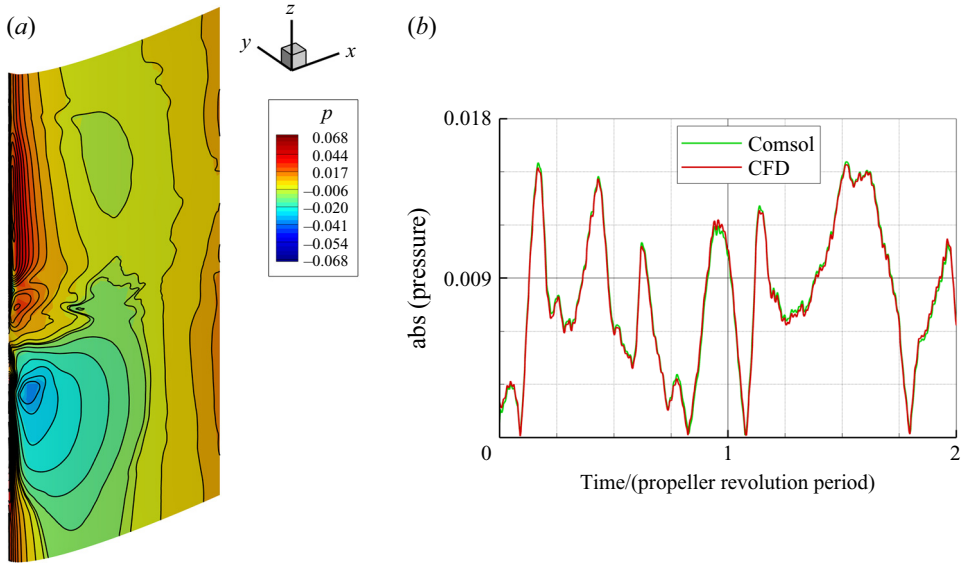 (a)
z
y
x
p
0.068
0.044
0.017
–0.006
–0.020
–0.041
–0.054
–0.068
(b)
0.018
Comsol
CFD
abs (pressure)
0.009
0
1
2
Time/(propeller revolution period)